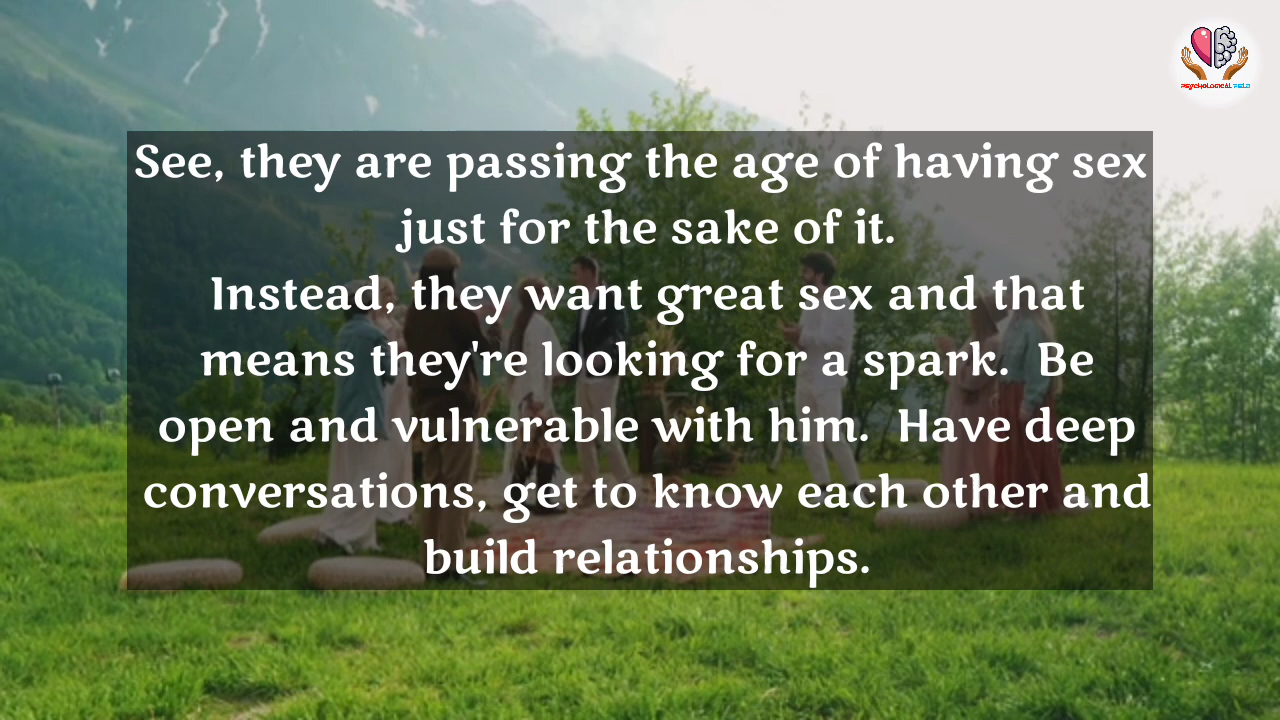 PSYCHOLOGICAL FIELD
See, they are passing the age of having sex
just for the sake of it.
Instead, they want great sex and that
means they're looking for a spark.  Be
open and vulnerable with him.  Have deep
conversations, get to know each other and
build relationships.